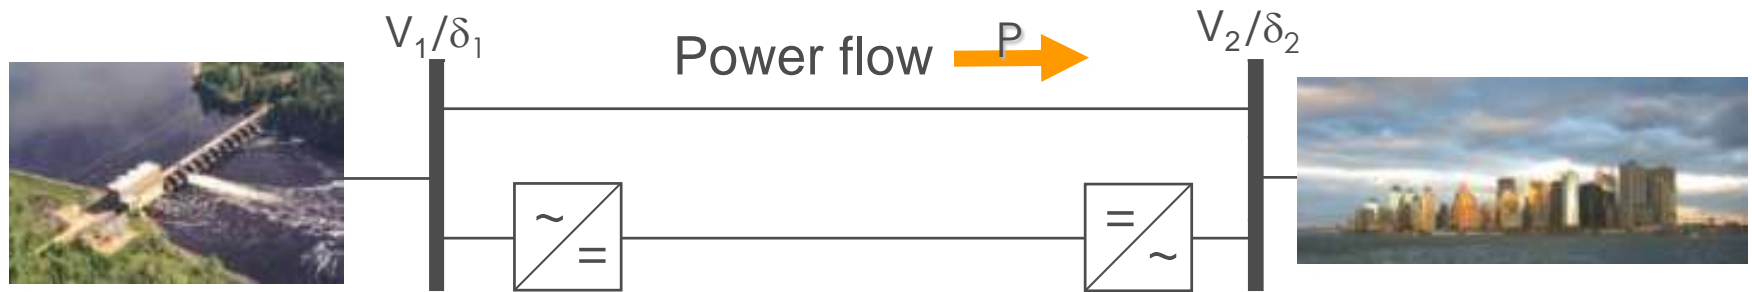 V₁/δ₁
Power flow P
V₂/δ₂
~
=
=
~